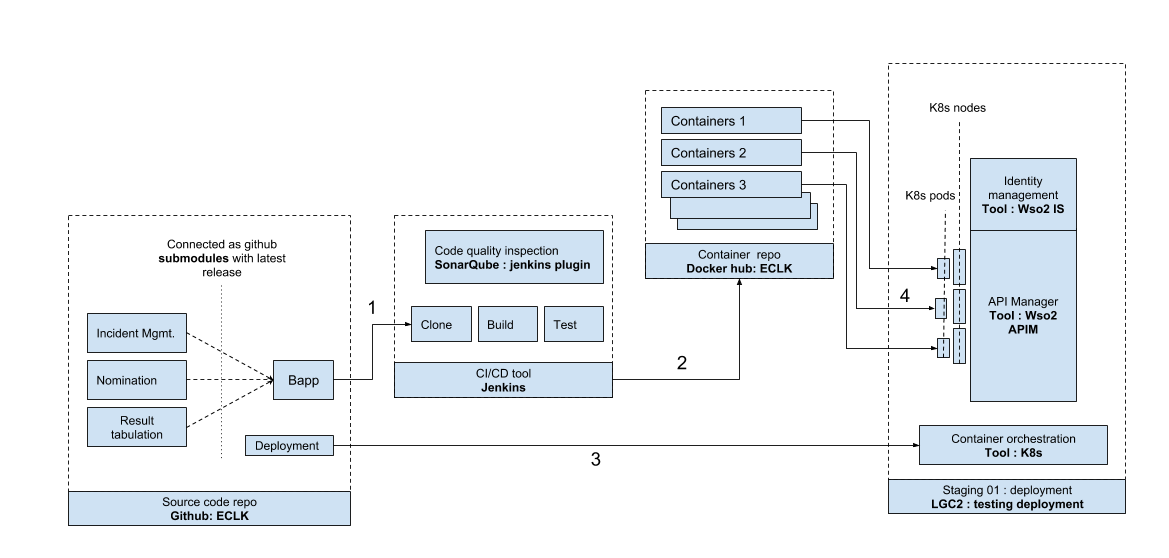 Connected as github
submodules with latest
release
Incident Mgmt.
Nomination
Result
tabulation
Bapp
Deployment
Source code repo
Github: ECLK
1
Code quality inspection
SonarQube : jenkins plugin
Clone
Build
Test
CI/CD tool
Jenkins
2
3
Containers 1
Containers 2
Containers 3
Container repo
Docker hub: ECLK
4
K8s nodes
K8s pods
Identity
management
Tool : Wso2 IS
API Manager
Tool : Wso2
APIM
Container orchestration
Tool : K8s
Staging 01 : deployment
LGC2 : testing deployment